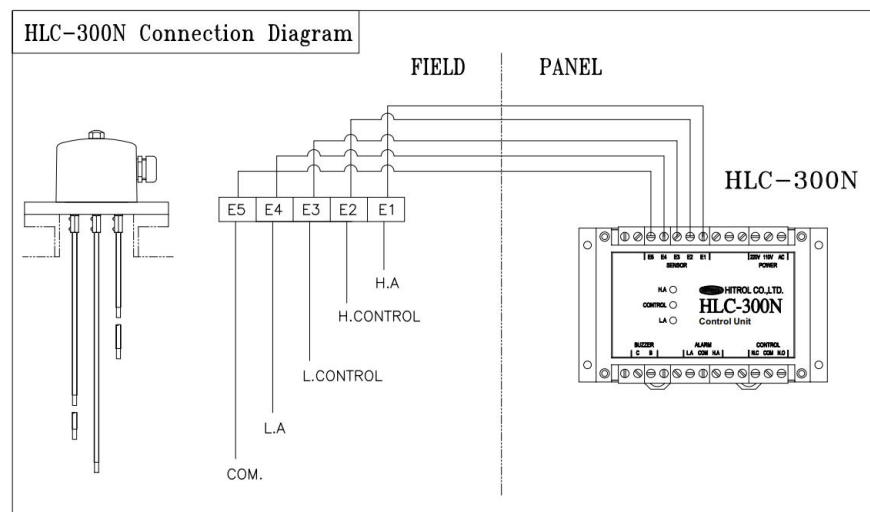 HLC-300N Connection Diagram
FIELD PANEL
HLC-300N
E5 E4 E3 E2 E1
H.A
H.CONTROL
L.CONTROL
L.A
COM.
E5 E4 E3 E2 E1 220V 110V AC
SENSOR POWER
H.A
HITROL CO.,LTD.
CONTROL
HLC-300N
L.A
Control Unit
BUZZER ALARM CONTROL
C B L.A COM H.A N.C COM N.O